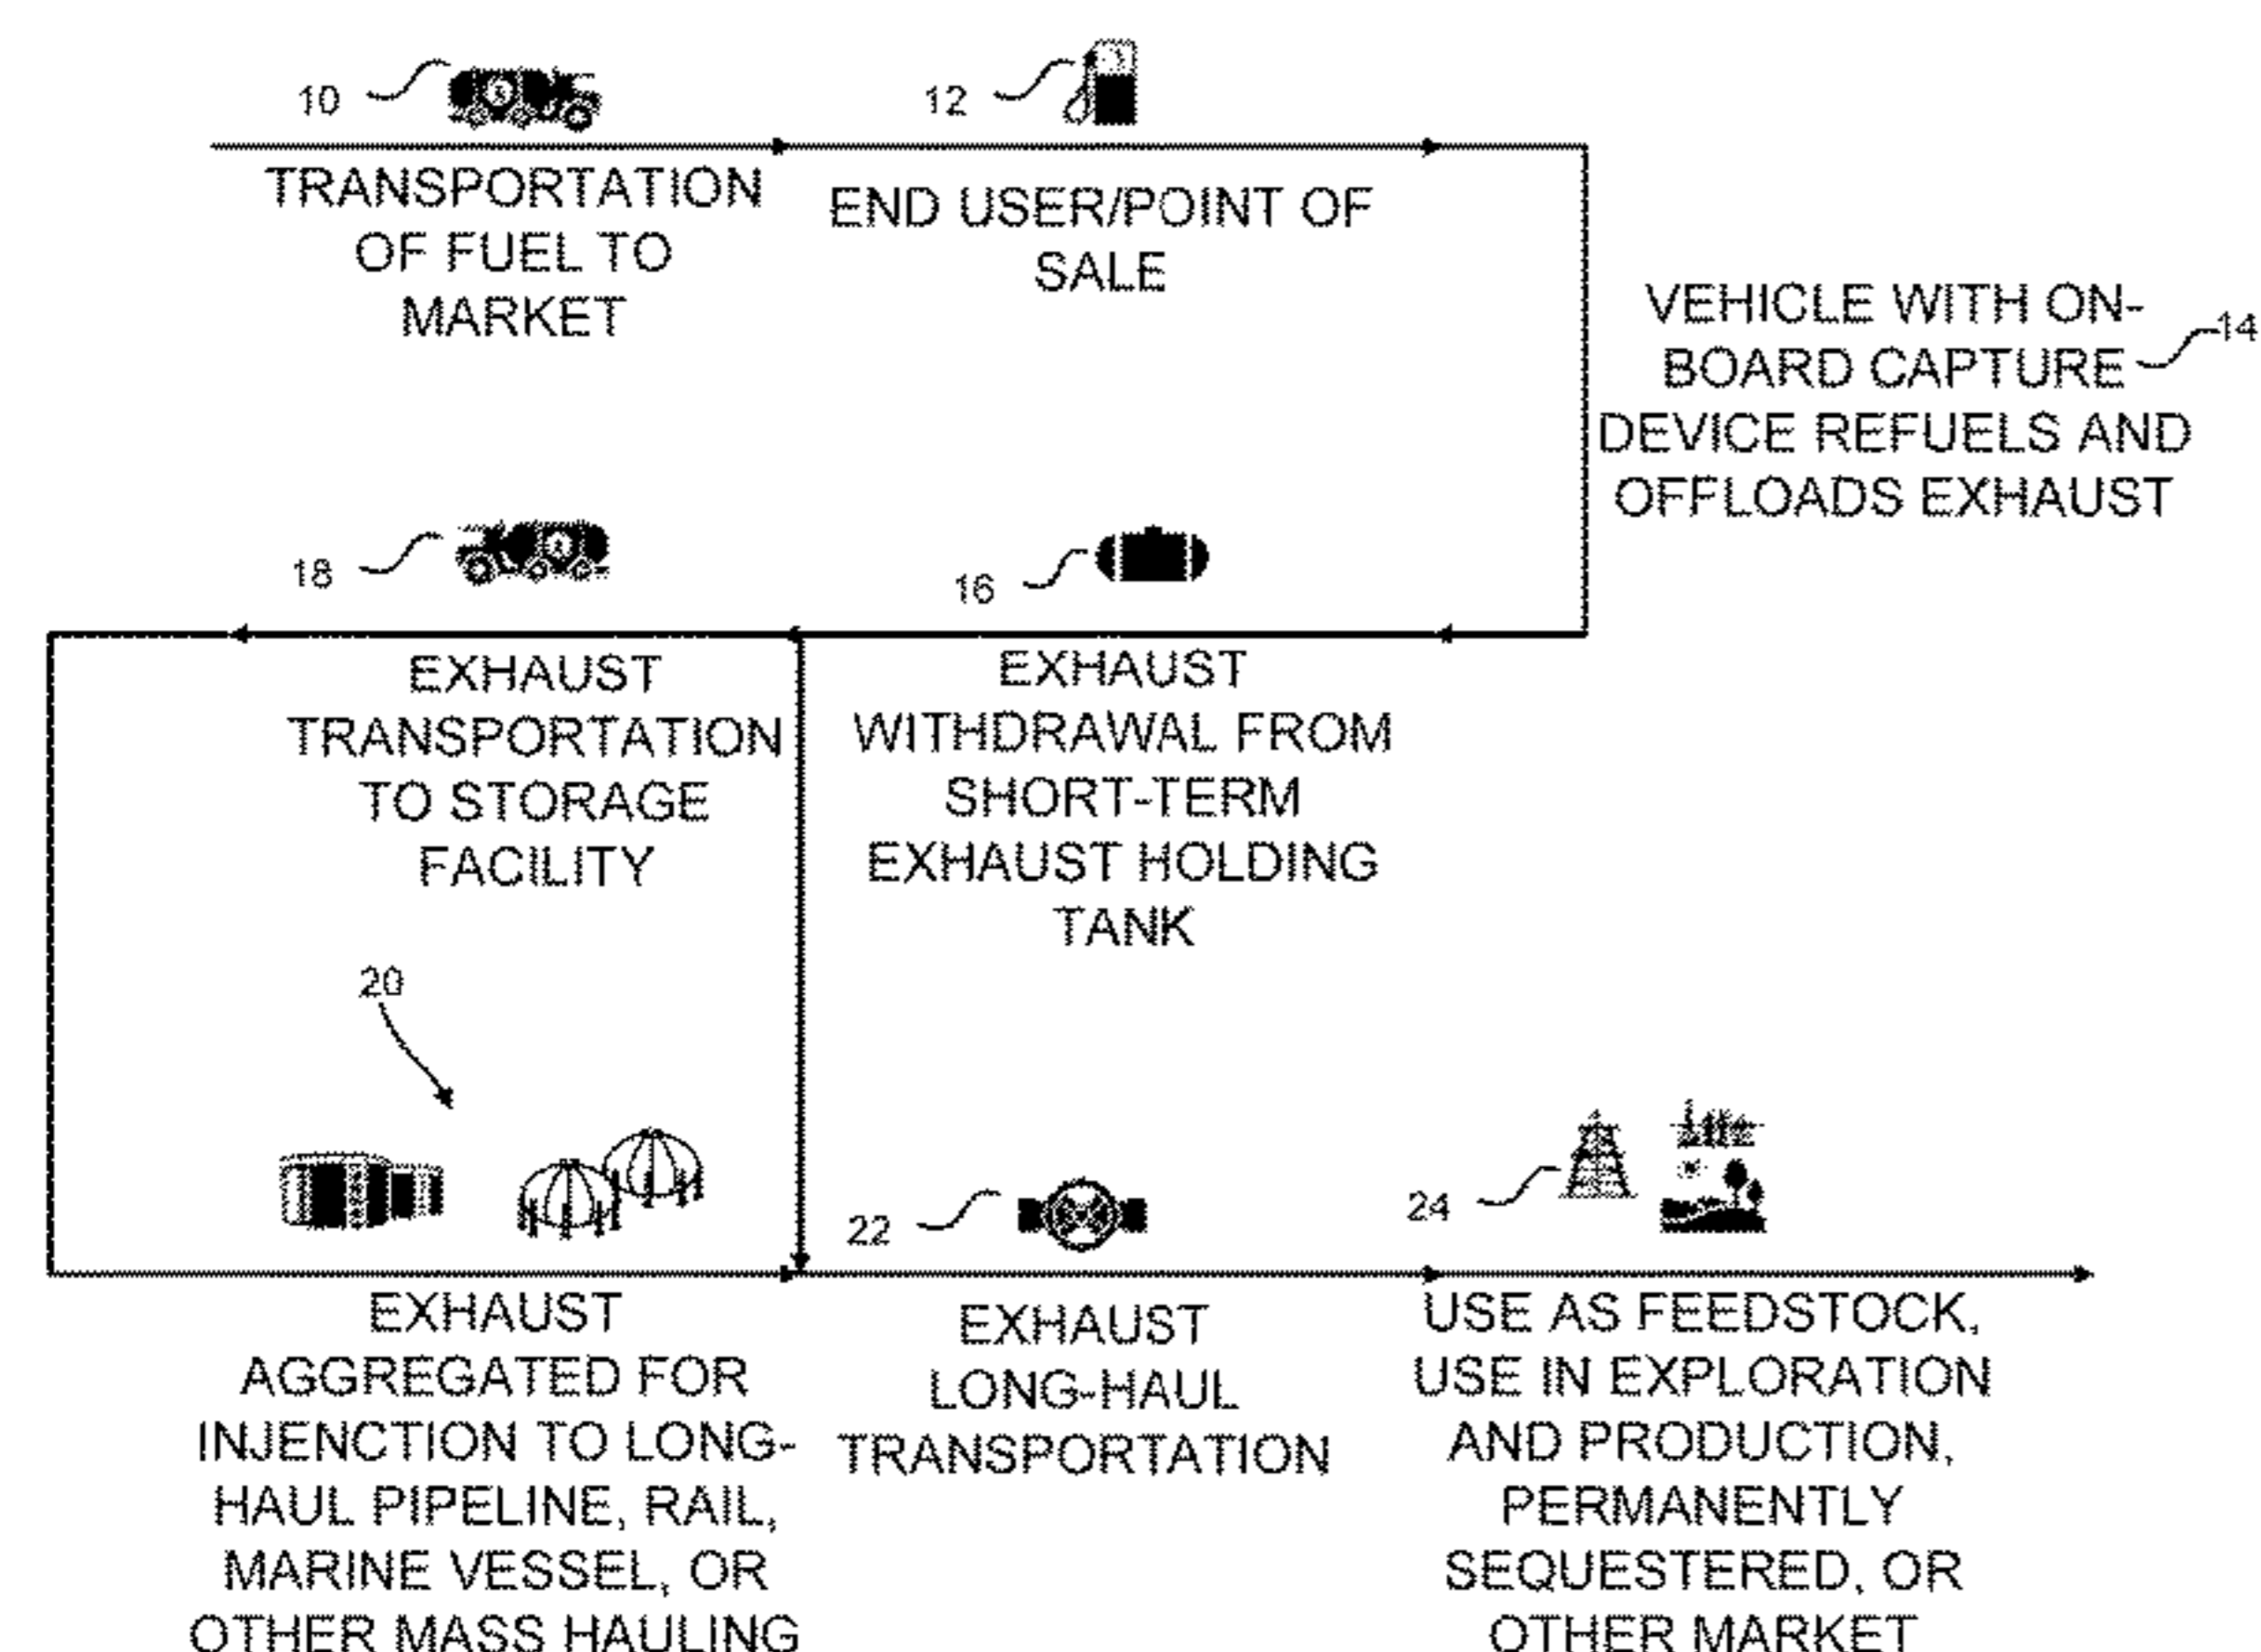 10
12
TRANSPORTATION
OF FUEL TO
MARKET
END USER/POINT OF
SALE
VEHICLE WITH ON-
BOARD CAPTURE
DEVICE REFUELS AND
OFFLOADS EXHAUST
14
18
16
EXHAUST
TRANSPORTATION
TO STORAGE
FACILITY
EXHAUST
WITHDRAWAL FROM
SHORT-TERM
EXHAUST HOLDING
TANK
20
22
24
EXHAUST
AGGREGATED FOR
INJENCTION TO LONG-
HAUL PIPELINE, RAIL,
MARINE VESSEL, OR
OTHER MASS HAULING
EXHAUST
LONG-HAUL
TRANSPORTATION
USE AS FEEDSTOCK,
USE IN EXPLORATION
AND PRODUCTION,
PERMANENTLY
SEQUESTERED, OR
OTHER MARKET